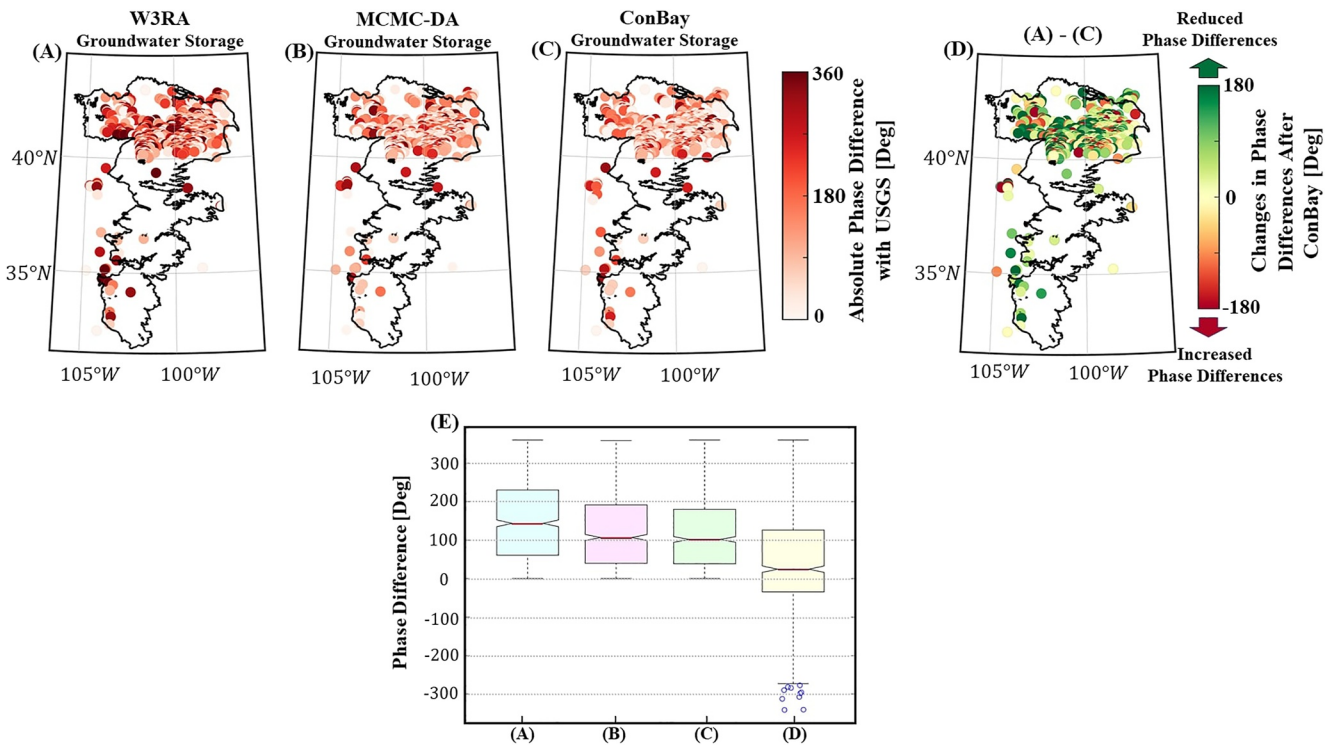 W3RA
(A) Groundwater Storage
MCMC-DA
(B) Groundwater Storage
ConBay
(C) Groundwater Storage
360
180
0
Absolute Phase Difference
with USGS [Deg]
(D) (A) - (C)
Reduced
Phase Differences
180
0
-180
Changes in Phase
Differences After
ConBay [Deg]
Increased
Phase Differences
40°N
35°N
105°W 100°W
105°W 100°W
105°W 100°W
40°N
35°N
105°W 100°W
(E)
Phase Difference [Deg]
300
200
100
0
-100
-200
-300
(A) (B) (C) (D)